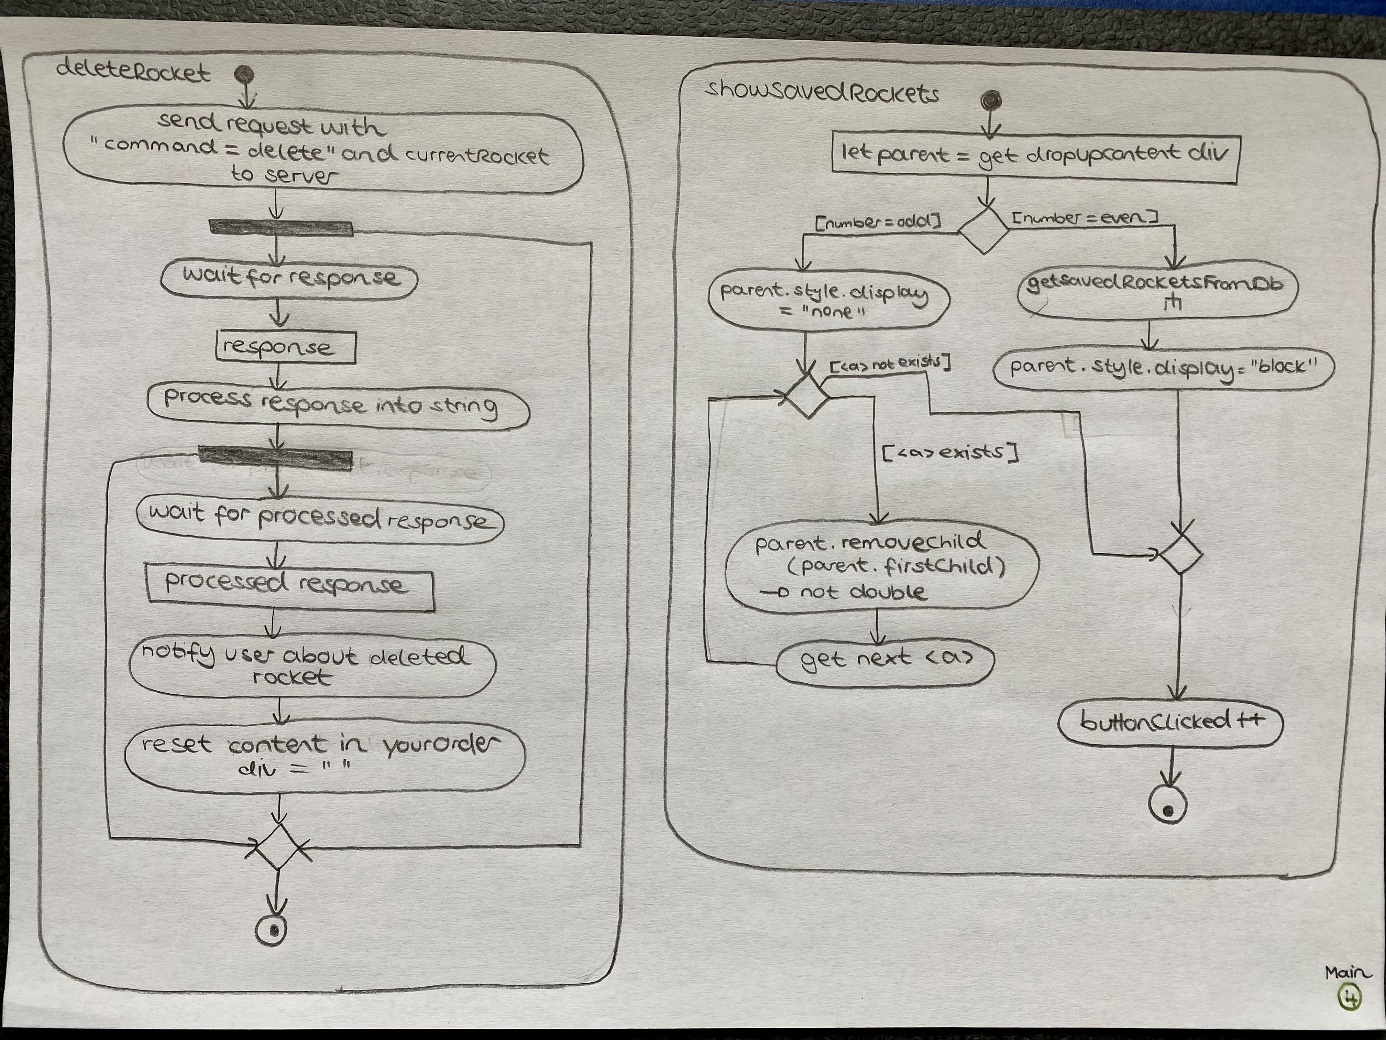 deleteRocket
send request with
"command = delete" and currentRocket
to server
wait for response
response
process response into string
wait for processed response
processed response
notify user about deleted
rocket
reset content in yourorder
div = " "
showSavedRockets
let parent = get dropupcontent div
[number = odd]
[number = even]
parent.style.display
= "none"
getSavedRocketsFromDb
[<a> not exists]
parent.style.display = "block"
[<a> exists]
parent.removeChild
(parent.firstChild)
→ not double
get next <a>
buttonClicked ++
Main
4